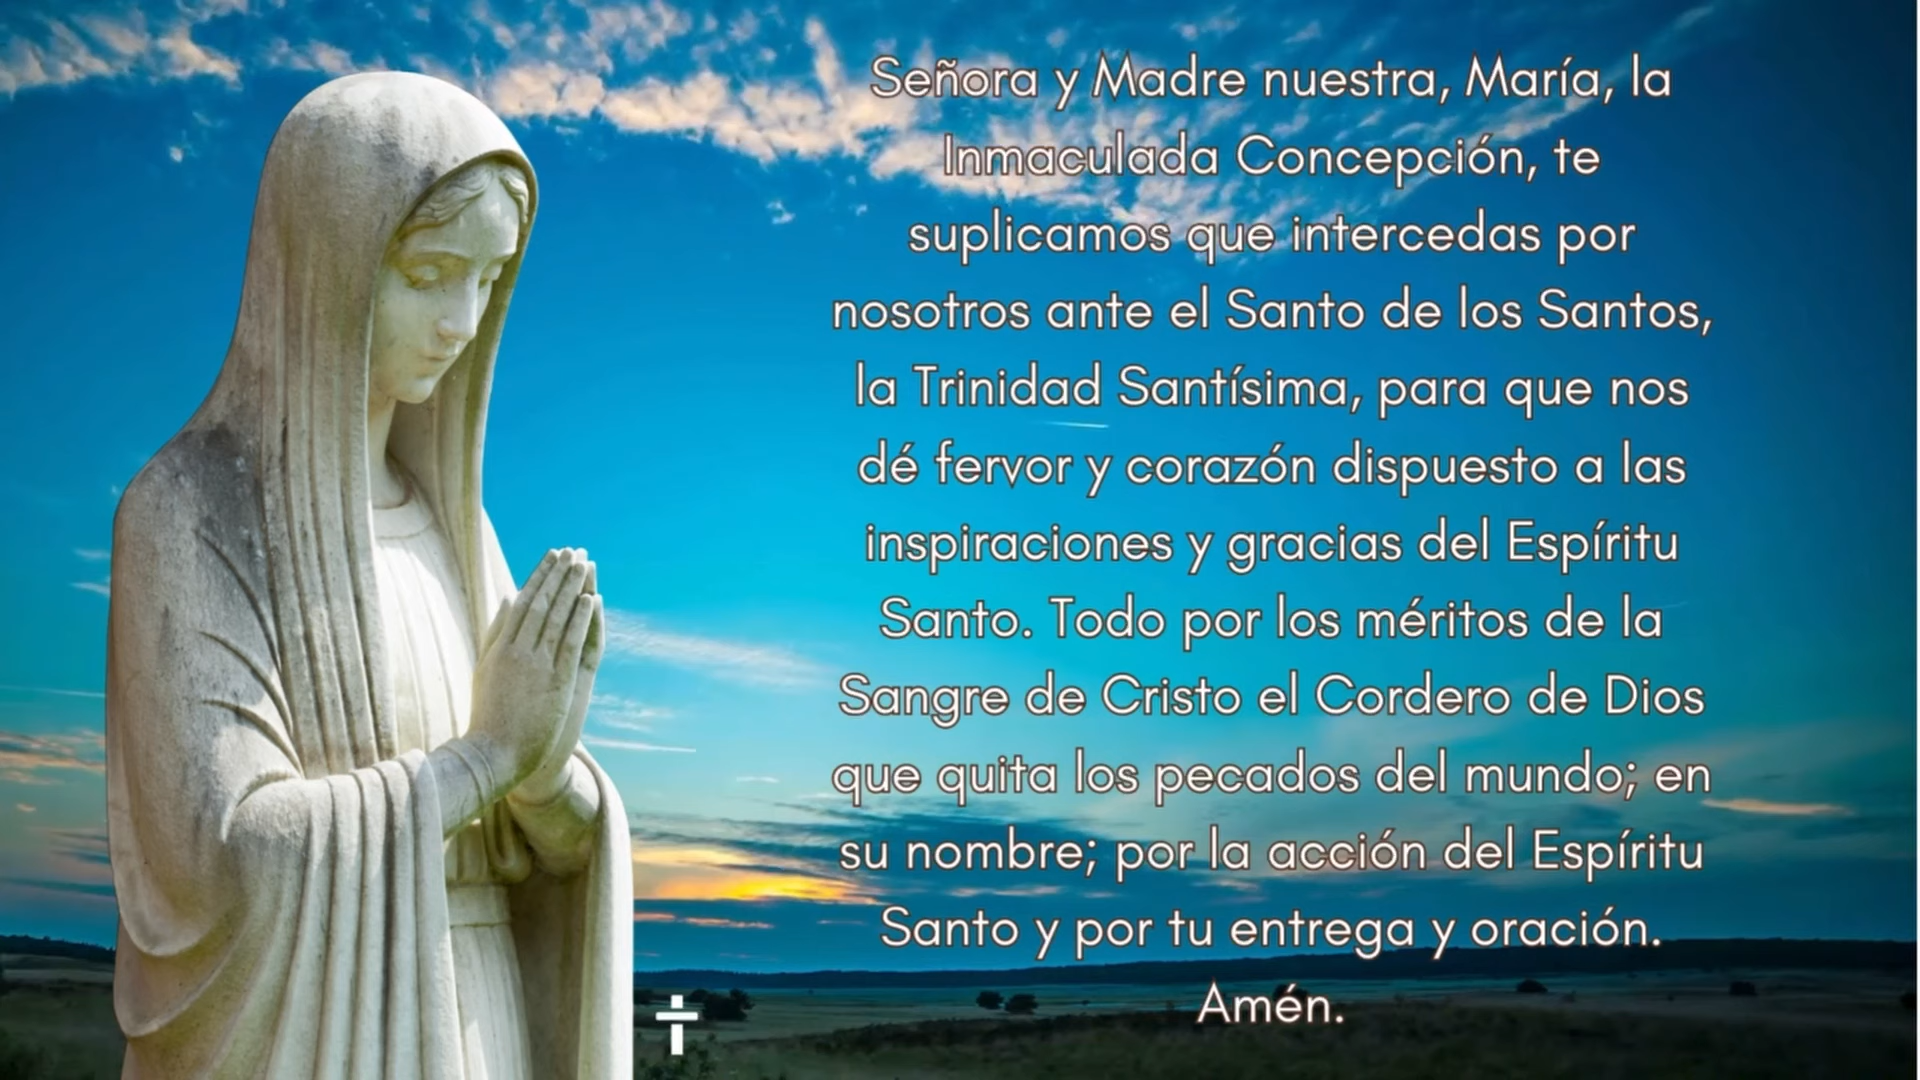 Señora y Madre nuestra, María, la
Inmaculada Concepción, te
suplicamos que intercedas por
nosotros ante el Santo de los Santos,
la Trinidad Santísima, para que nos
dé fervor y corazón dispuesto a las
inspiraciones y gracias del Espíritu
Santo. Todo por los méritos de la
Sangre de Cristo el Cordero de Dios
que quita los pecados del mundo; en
su nombre; por la acción del Espíritu
Santo y por tu entrega y oración.
Amén.